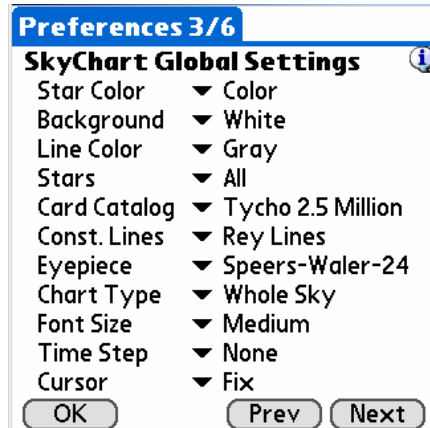 Preferences 3/6
SkyChart Global Settings
Star Color Color
Background White
Line Color Gray
Stars All
Card Catalog Tycho 2.5 Million
Const. Lines Rey Lines
Eyepiece Speers-Waler-24
Chart Type Whole Sky
Font Size Medium
Time Step None
Cursor Fix
OK Prev Next